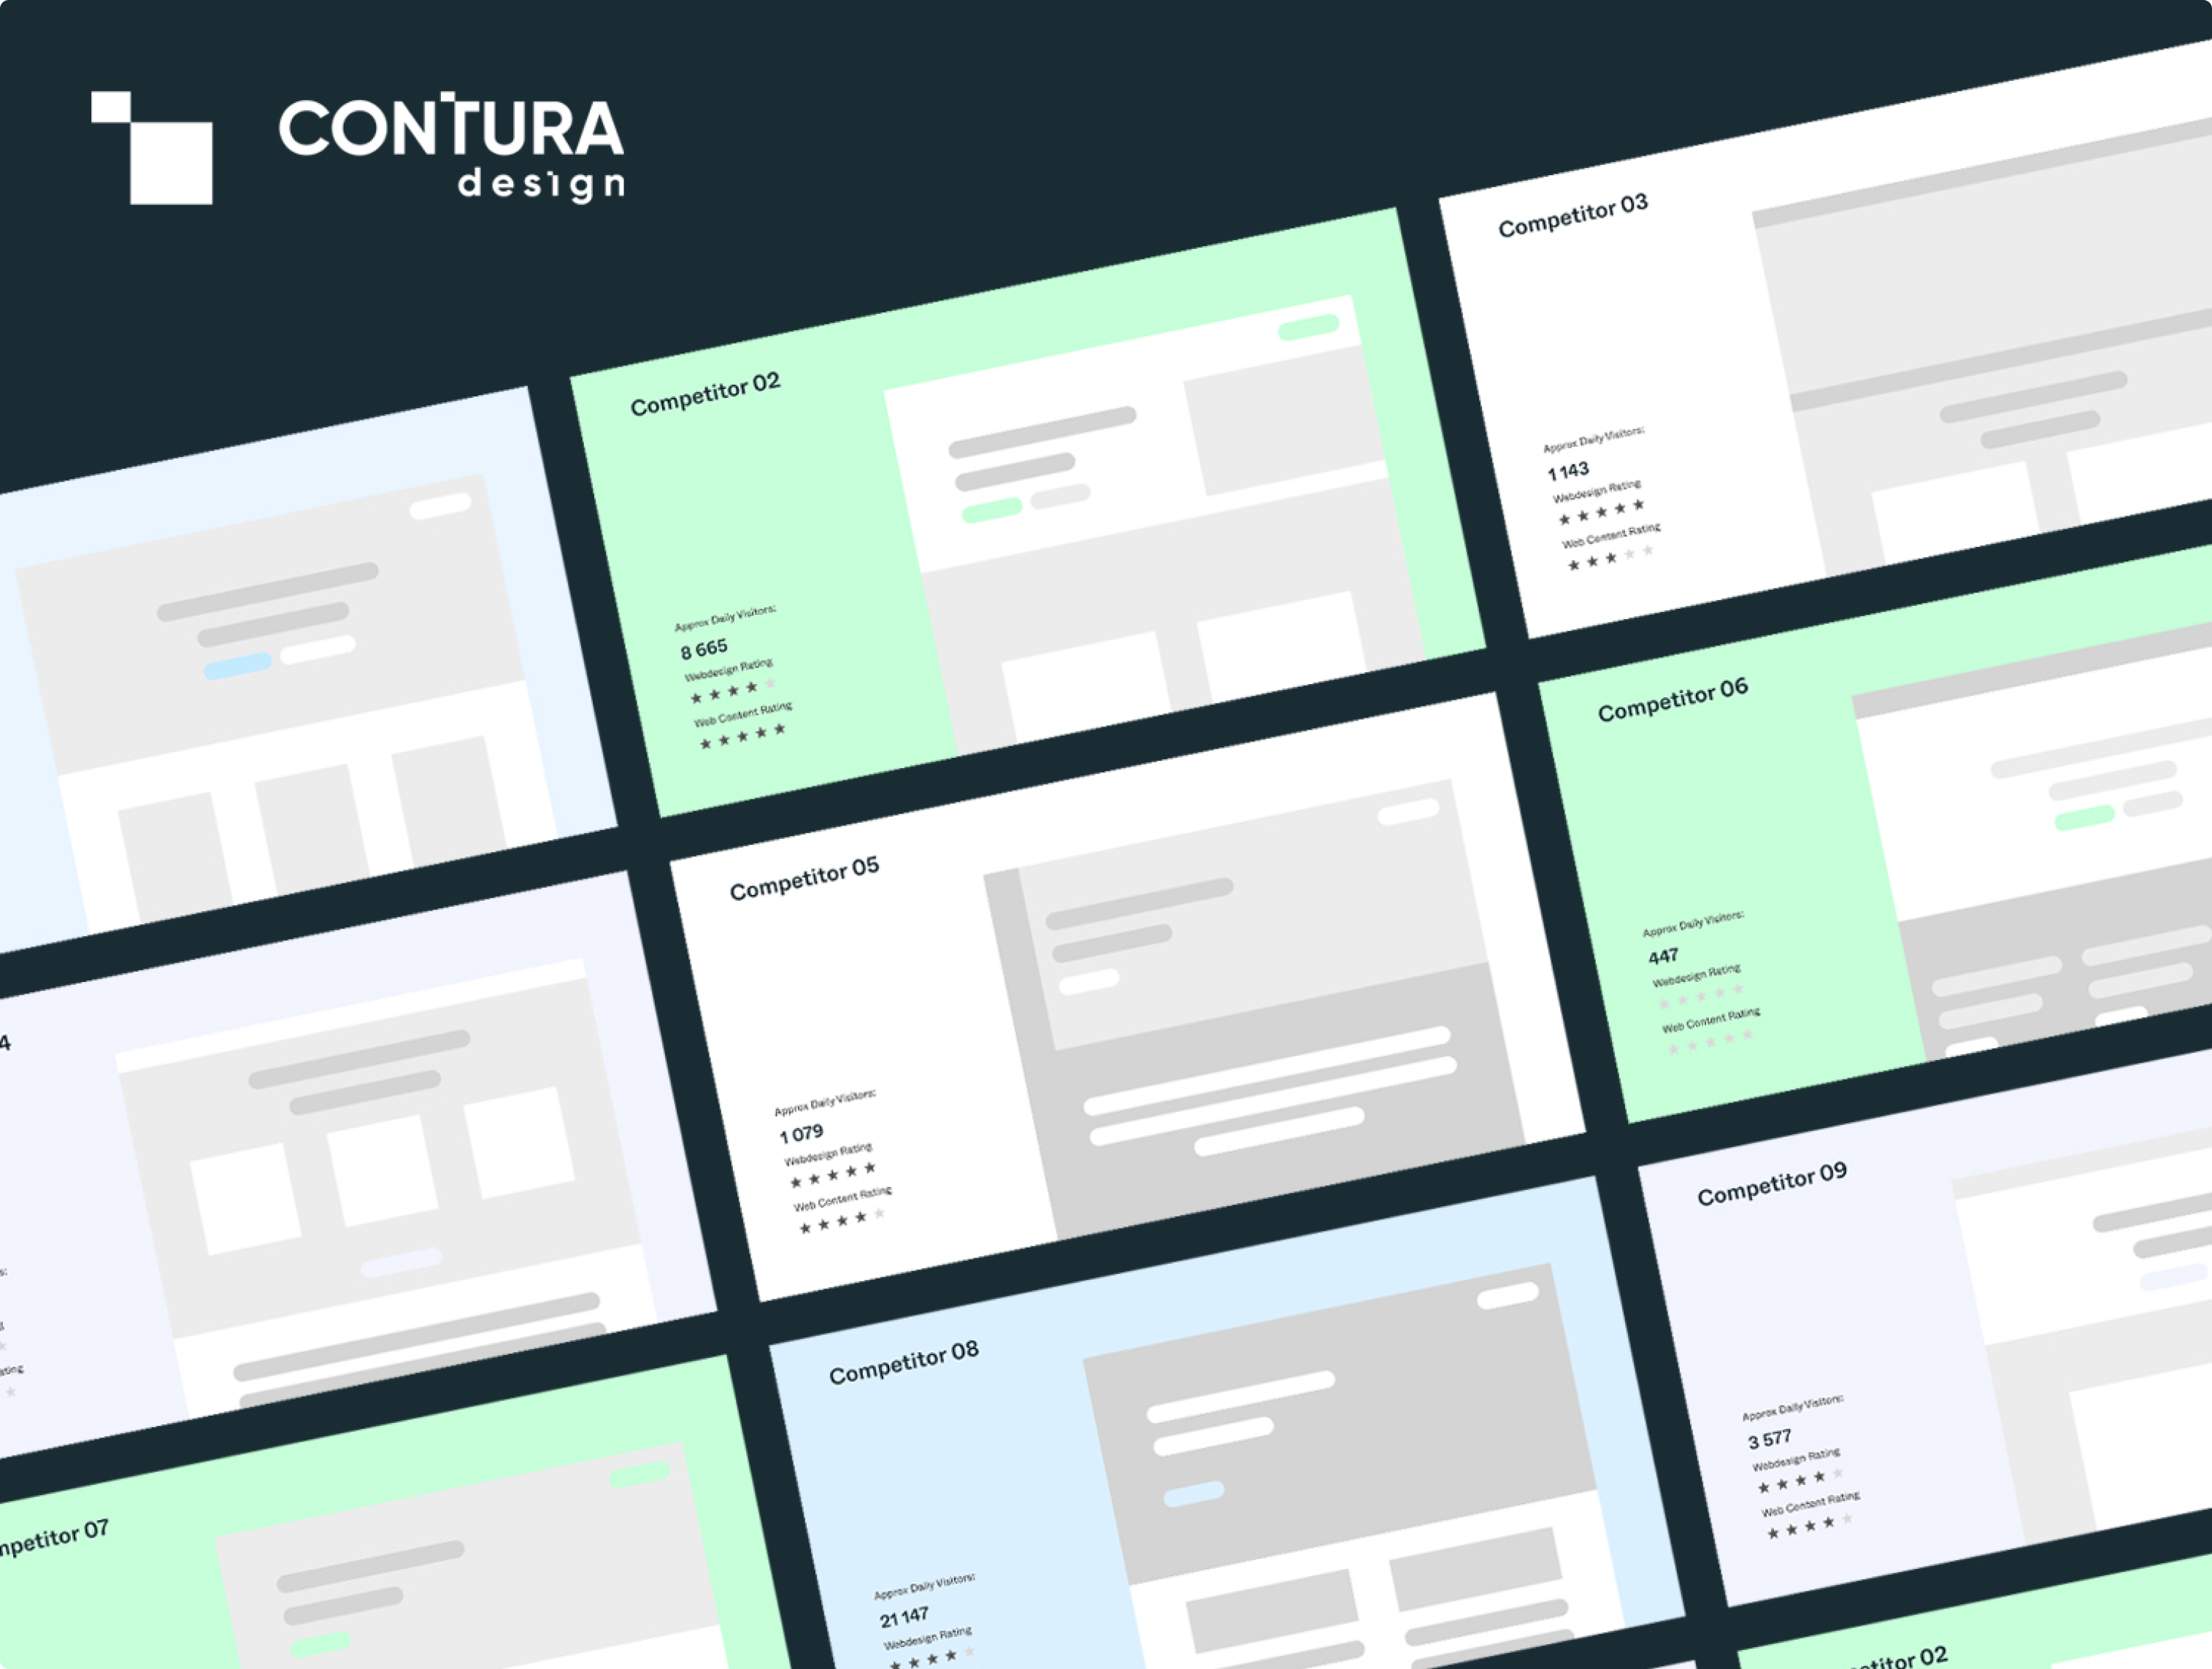 CONTURA
design
Competitor 03
Approx Daily Visitors:
1 143
Webdesign Rating
Web Content Rating
Competitor 02
Approx Daily Visitors:
8 665
Webdesign Rating
Web Content Rating
Competitor 06
Approx Daily Visitors:
447
Webdesign Rating
Web Content Rating
Competitor 05
Approx Daily Visitors:
1 079
Webdesign Rating
Web Content Rating
4
Competitor 09
Approx Daily Visitors:
3 577
Webdesign Rating
Web Content Rating
Competitor 08
Approx Daily Visitors:
21 147
Webdesign Rating
mpetitor 07
etitor 02